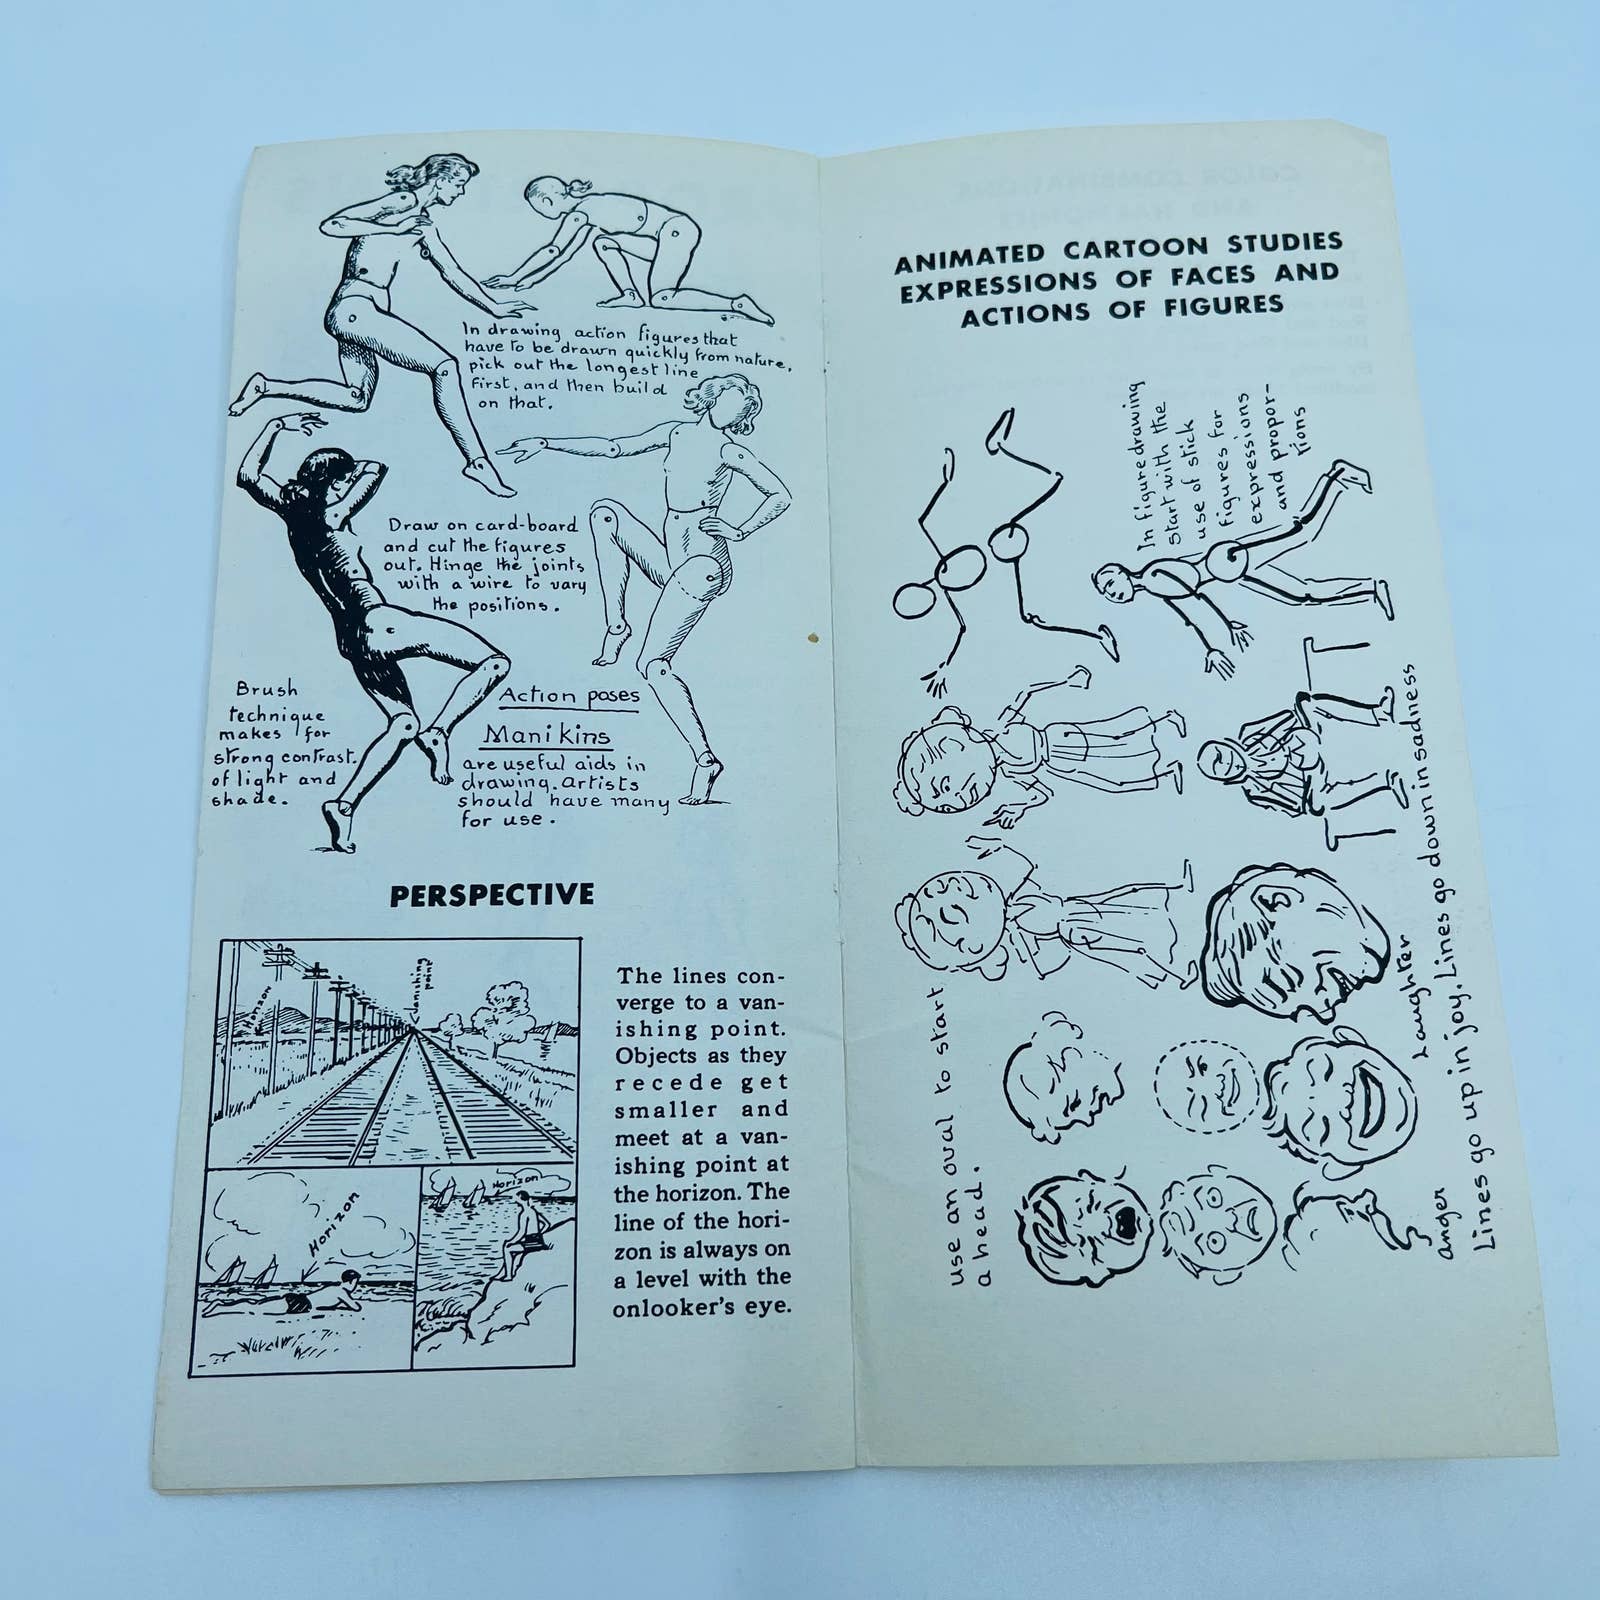 In drawing action figures that
have to be drawn quickly from nature,
pick out the longest line
first, and then build
on that.
Draw on card-board
and cut the figures
out. Hinge the joints
with a wire to vary
the positions.
Brush
technique
makes for
strong contrast.
of light and
shade.
Action poses
Manikins
are useful aids in
drawing. Artists
should have many
for use.
PERSPECTIVE
Horizon
Vanishing
point
Horizon
Horizon
The lines con-
verge to a van-
ishing point.
Objects as they
recede get
smaller and
meet at a van-
ishing point at
the horizon. The
line of the hori-
zon is always on
a level with the
onlooker's eye.
ANIMATED CARTOON STUDIES
EXPRESSIONS OF FACES AND
ACTIONS OF FIGURES
In figure drawing
start with the
use of stick
figures for
expressions
and propor-
tions
use an oval to start
a head.
Laughter
anger
Lines go up in joy. Lines go down in sadness